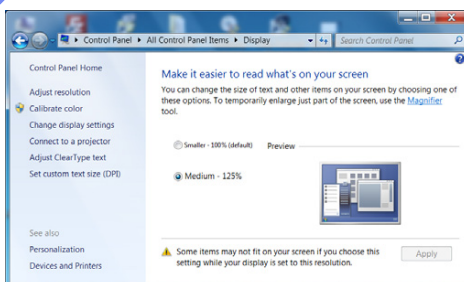 Control Panel ▸ All Control Panel Items ▸ Display
Search Control Panel
Control Panel Home
Adjust resolution
Calibrate color
Change display settings
Connect to a projector
Adjust ClearType text
Set custom text size (DPI)
See also
Personalization
Devices and Printers
Make it easier to read what's on your screen
You can change the size of text and other items on your screen by choosing one of
these options. To temporarily enlarge just part of the screen, use the Magnifier
tool.
Smaller - 100% (default)
Preview
Medium - 125%
Some items may not fit on your screen if you choose this
setting while your display is set to this resolution.
Apply